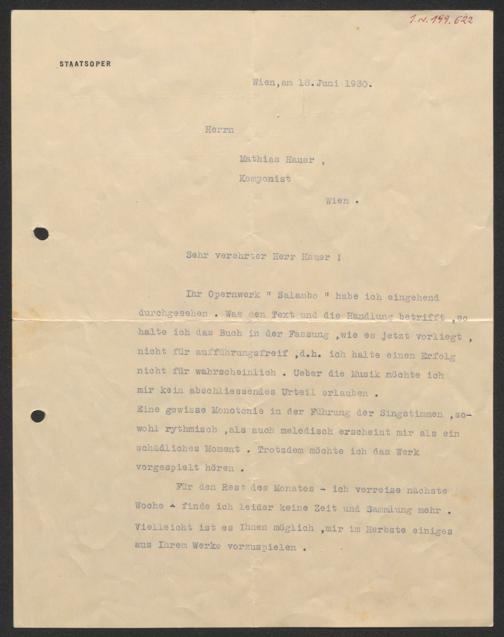 I.N. 199.622
STAATSOPER
Wien,am 18.Juni 1930.
Herrn
Mathias Hauer ,
Komponist
Wien .
Sehr verehrter Herr Hauer !
Ihr Opernwerk " Salambo " habe ich eingehend
durchgesehen . Was den Text und die Handlung betrifft ,so
halte ich das Buch in der Fassung ,wie es jetzt vorliegt ,
nicht für aufführungsreif ,d.h. ich halte einen Erfolg
nicht für wahrscheinlich . Ueber die Musik möchte ich
mir kein abschliessendes Urteil erlauben .
Eine gewisse Monotonie in der Führung der Singstimmen ,so-
wohl rythmisch ,als auch melodisch erscheint mir als ein
schädliches Moment . Trotzdem möchte ich das Werk
vorgespielt hören .
Für den Rest des Monates - ich verreise nächste
Woche - finde ich leider keine Zeit und Sammlung mehr .
Vielleicht ist es Ihnen möglich ,mir im Herbste einiges
aus Ihrem Werke vorzuspielen .